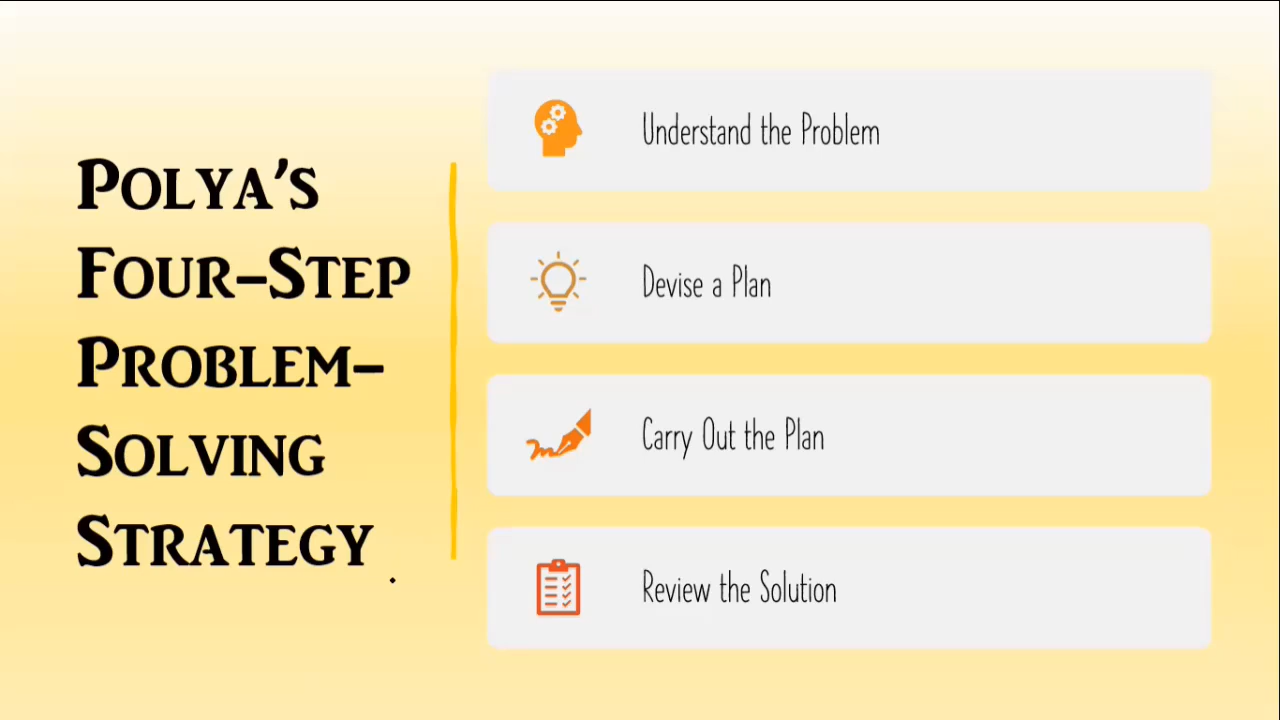 Polya's
Four-Step
Problem-
Solving
Strategy
Understand the Problem
Devise a Plan
Carry Out the Plan
Review the Solution